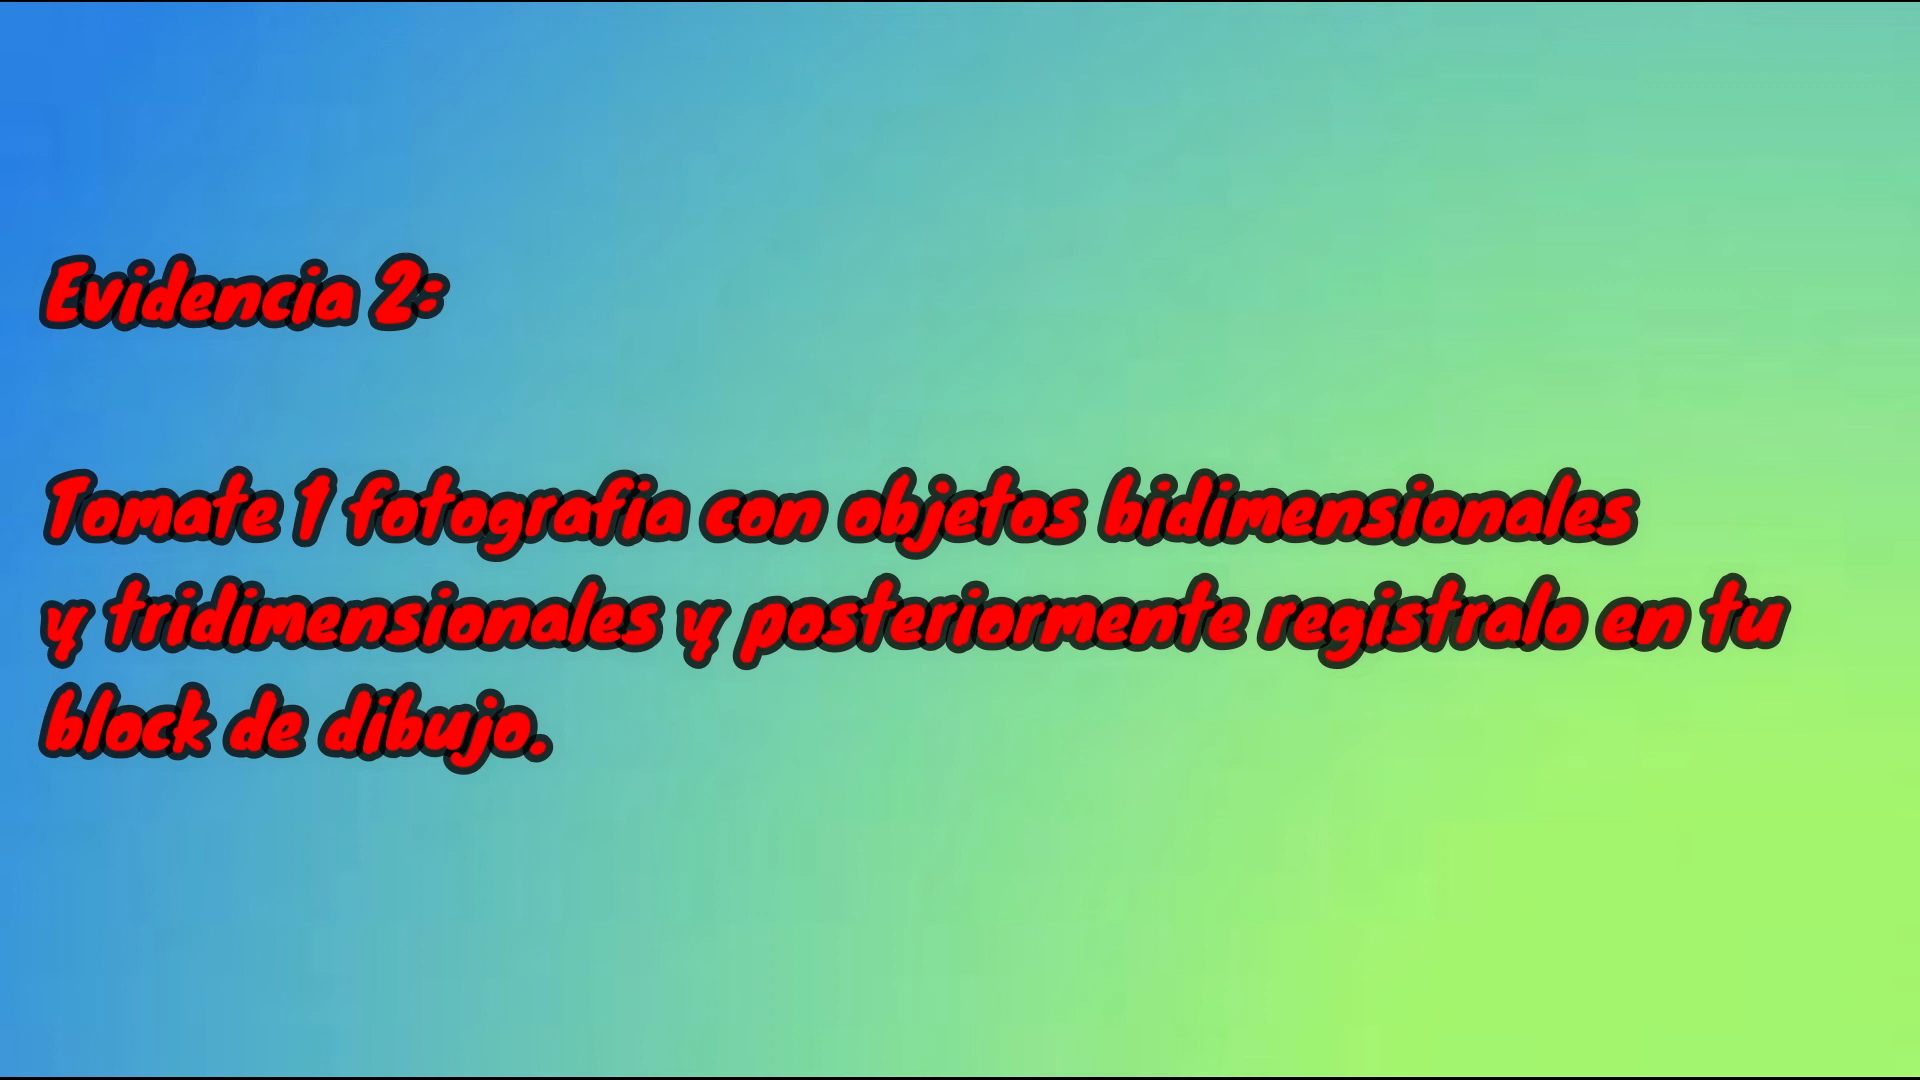 Evidencia 2:
Tomate 1 fotografia con objetos bidimensionales
y tridimensionales y posteriormente registralo en tu
block de dibujo.